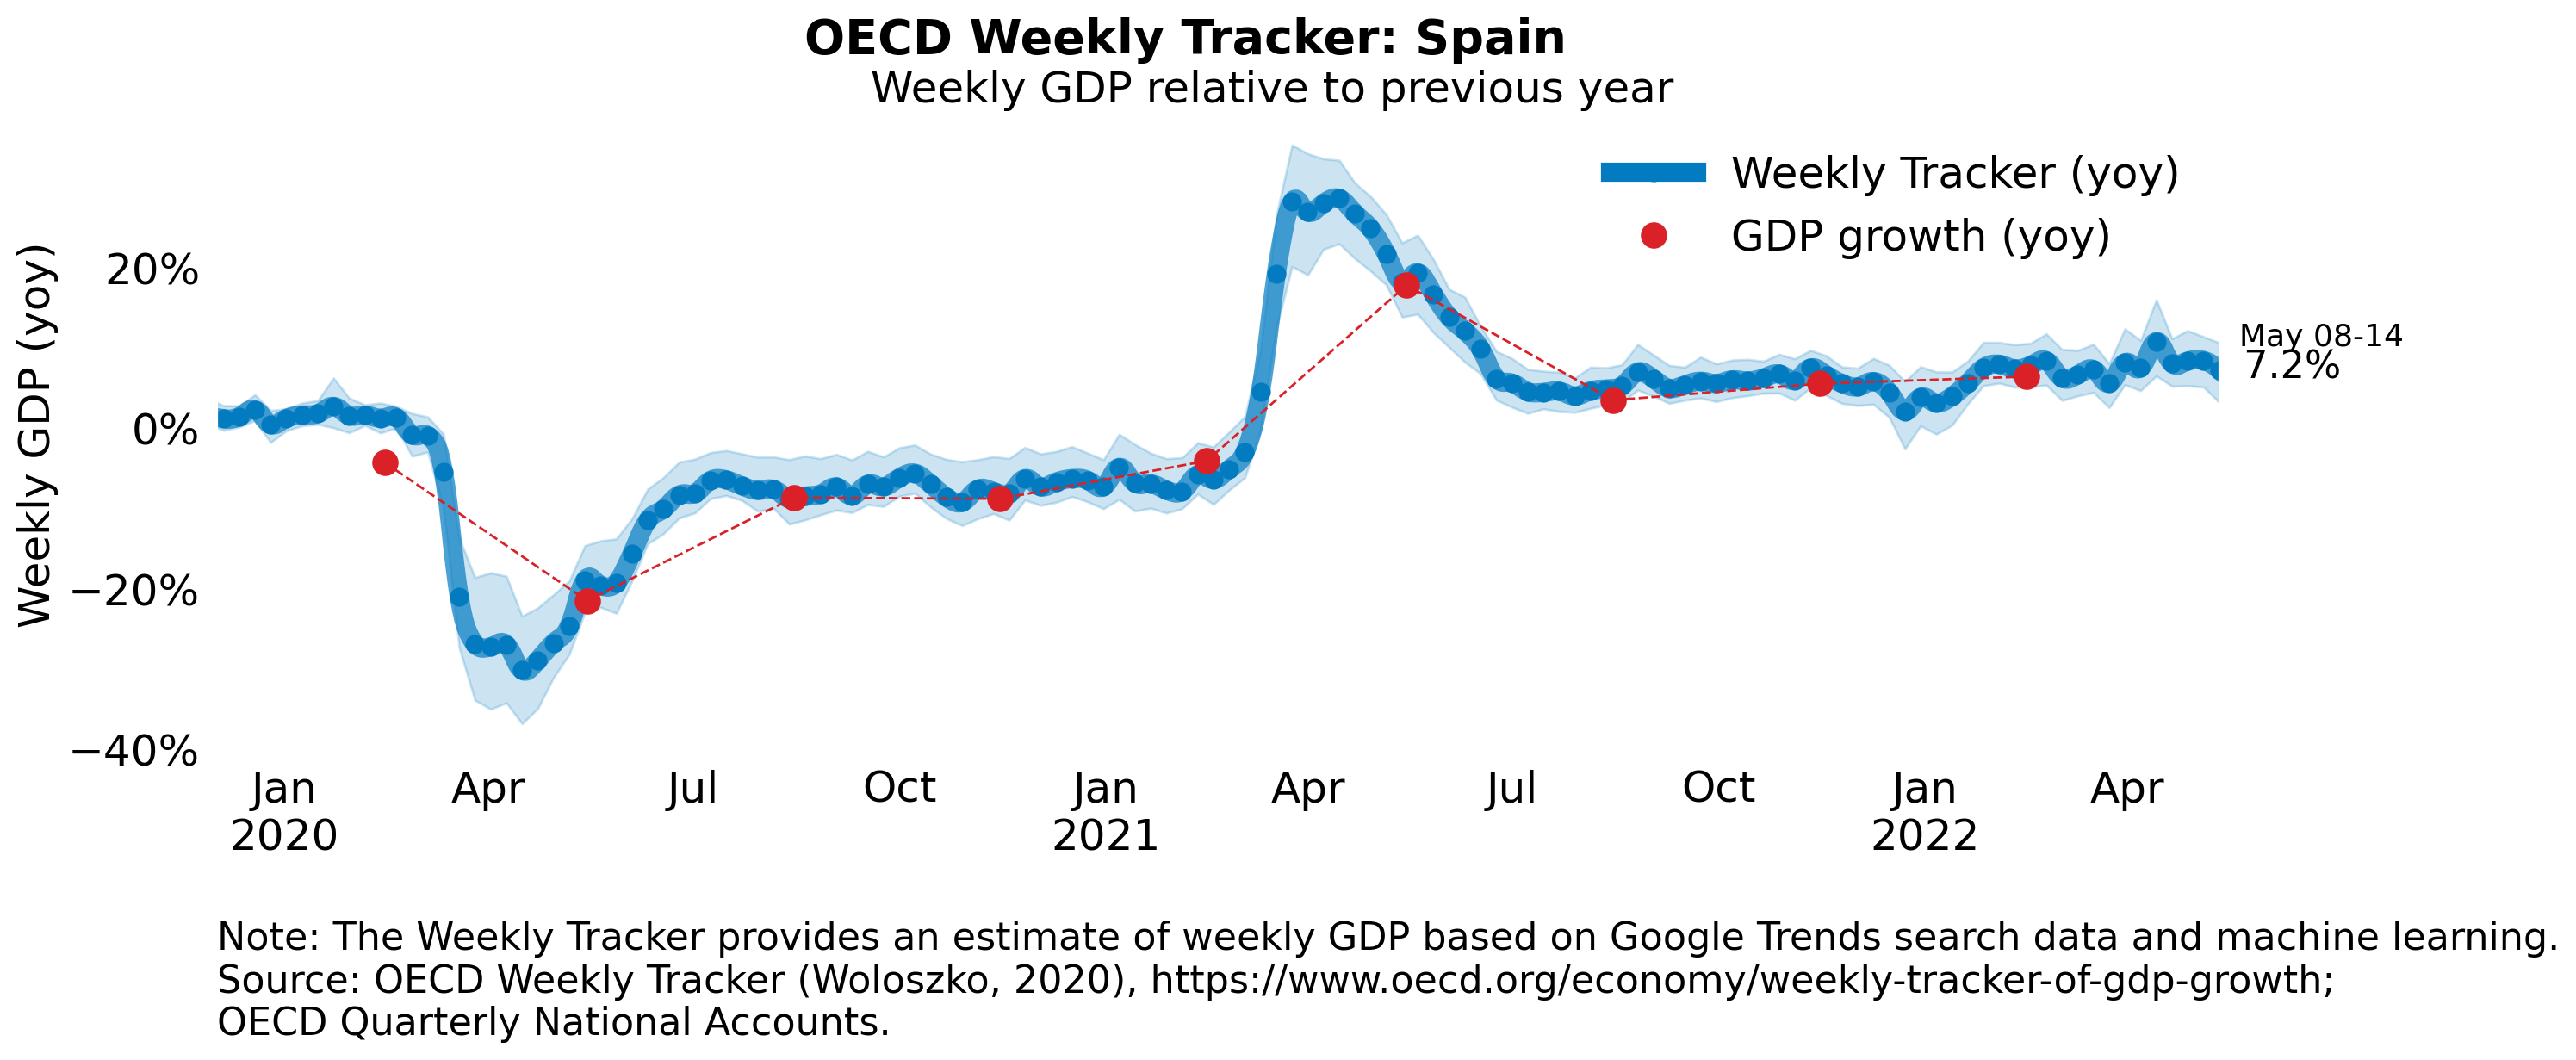 OECD Weekly Tracker: Spain
Weekly GDP relative to previous year
Weekly Tracker (yoy)
GDP growth (yoy)
Weekly GDP (yoy)
20%
0%
−20%
−40%
May 08-14
7.2%
Jan Apr Jul Oct Jan Apr Jul Oct Jan Apr
2020 2021 2022
Note: The Weekly Tracker provides an estimate of weekly GDP based on Google Trends search data and machine learning.
Source: OECD Weekly Tracker (Woloszko, 2020), https://www.oecd.org/economy/weekly-tracker-of-gdp-growth;
OECD Quarterly National Accounts.